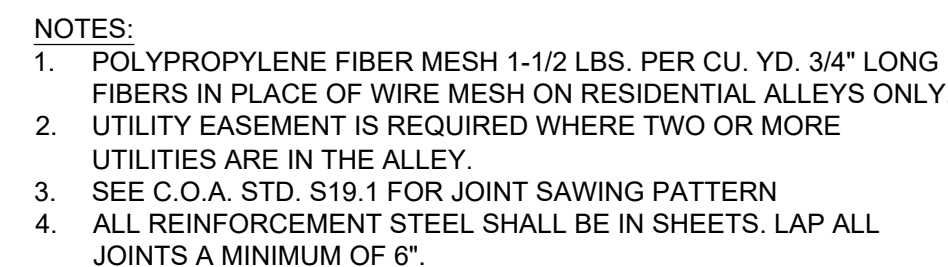 NOTES:
1. POLYPROPYLENE FIBER MESH 1-1/2 LBS. PER CU. YD. 3/4" LONG
FIBERS IN PLACE OF WIRE MESH ON RESIDENTIAL ALLEYS ONLY.
2. UTILITY EASEMENT IS REQUIRED WHERE TWO OR MORE
UTILITIES ARE IN THE ALLEY.
3. SEE C.O.A. STD. S19.1 FOR JOINT SAWING PATTERN
4. ALL REINFORCEMENT STEEL SHALL BE IN SHEETS. LAP ALL
JOINTS A MINIMUM OF 6".